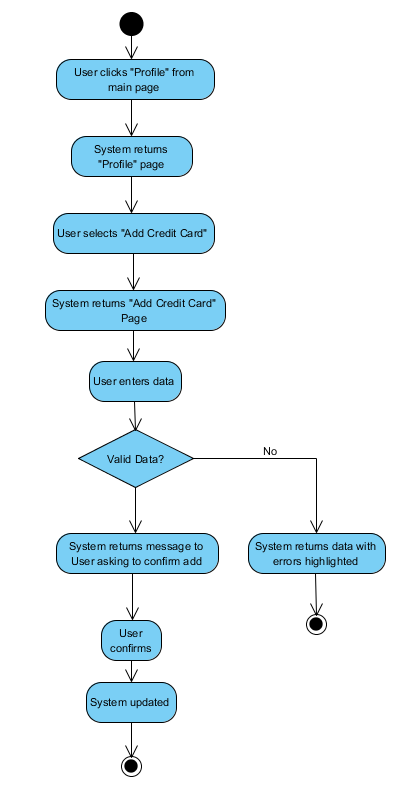 User clicks "Profile" from
main page
System returns
"Profile" page
User selects "Add Credit Card"
System returns "Add Credit Card"
Page
User enters data
Valid Data?
No
System returns message to
User asking to confirm add
System returns data with
errors highlighted
User
confirms
System updated